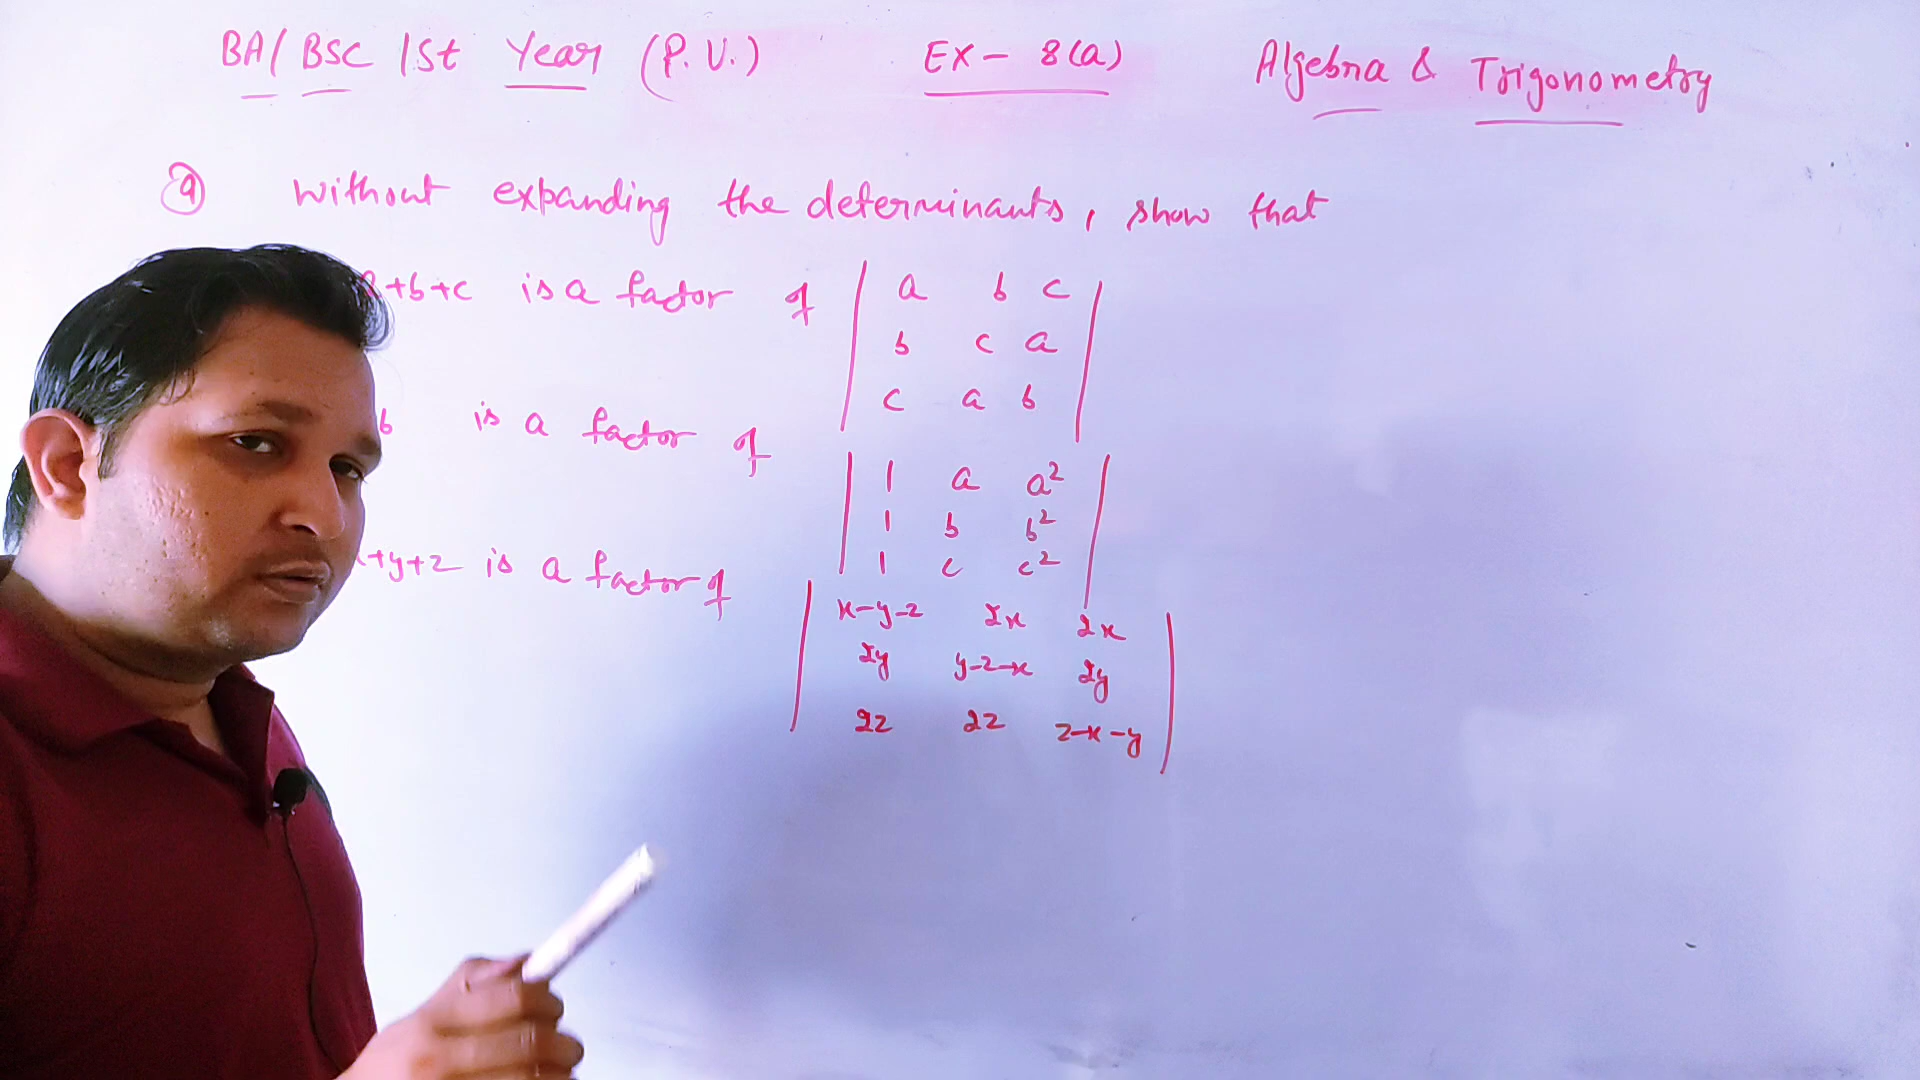 BA/ BSC 1St Year (P.U.) EX- 8(a) Algebra & Trigonometry
9 without expanding the determinants, show that
+b+c is a factor of | a b c |
b c a
c a b
b is a factor of
| 1 a a² |
1 b b²
1 c c²
+y+z is a factor of
| x-y-z 2x 2x |
2y y-z-x 2y
2z 2z z-x-y